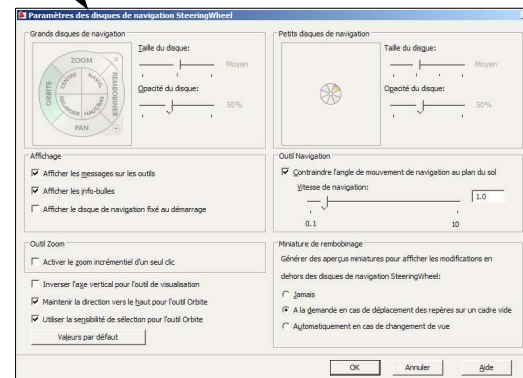 Paramètres des disques de navigation SteeringWheel
Grands disques de navigation
ZOOM
CENTRE
NAVIG.
ORBITE
REMBOBINER
REGARDER
HAUT/BAS
PAN
Taille du disque:
Moyen
Opacité du disque:
50%
Petits disques de navigation
Taille du disque:
Moyen
Opacité du disque:
50%
Affichage
Afficher les messages sur les outils
Afficher les info-bulles
Afficher le disque de navigation fixé au démarrage
Outil Navigation
Contraindre l'angle de mouvement de navigation au plan du sol
Vitesse de navigation:
1.0
0.1 10
Outil Zoom
Activer le zoom incrémentiel d'un seul clic
Inverser l'axe vertical pour l'outil de visualisation
Maintenir la direction vers le haut pour l'outil Orbite
Utiliser la sensibilité de sélection pour l'outil Orbite
Valeurs par défaut
Miniature de rembobinage
Générer des aperçus miniatures pour afficher les modifications en
dehors des disques de navigation SteeringWheel:
Jamais
A la demande en cas de déplacement des repères sur un cadre vide
Automatiquement en cas de changement de vue
OK Annuler Aide